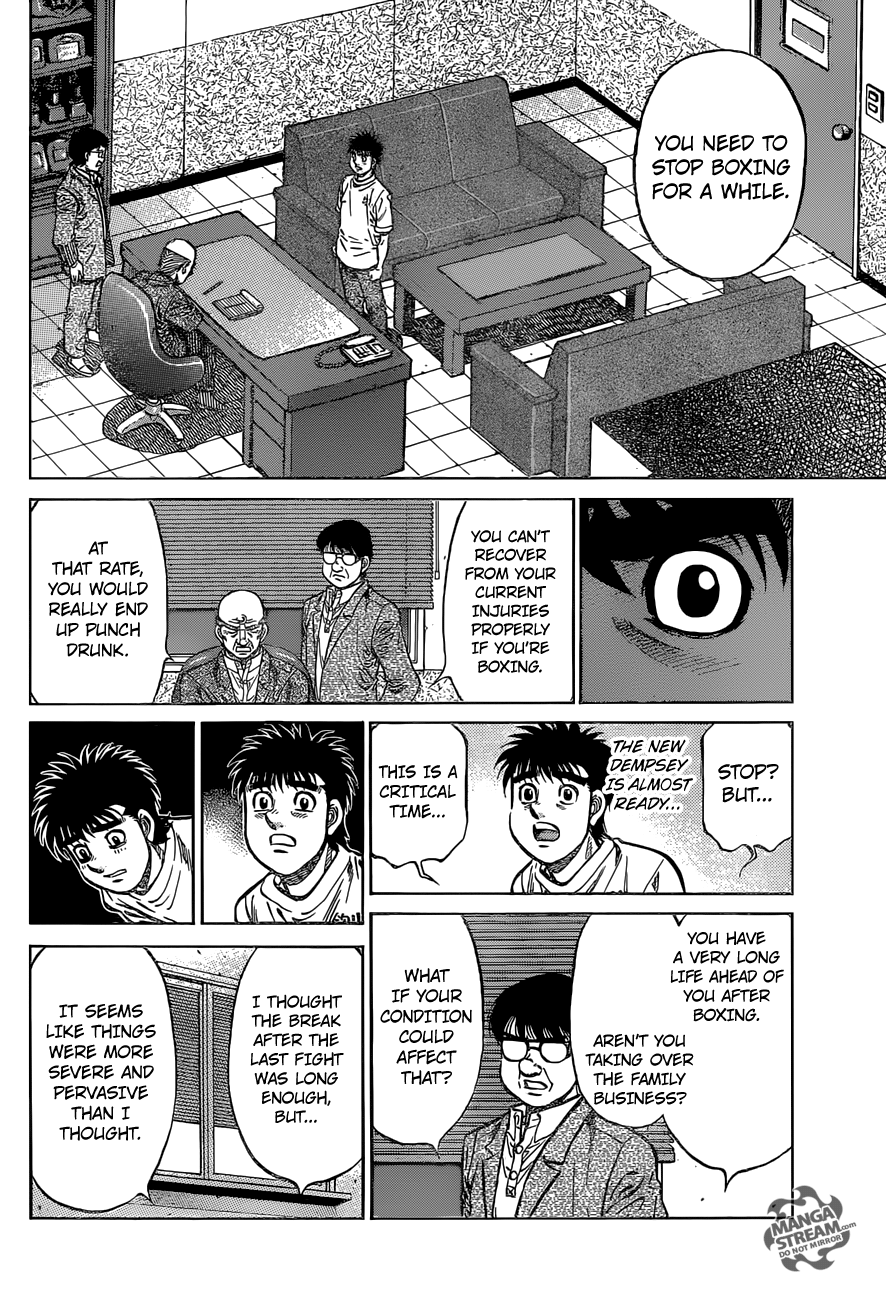 YOU NEED TO
STOP BOXING
FOR A WHILE.
YOU CAN'T
RECOVER
FROM YOUR
CURRENT
INJURIES
PROPERLY
IF YOU'RE
BOXING.
AT
THAT RATE,
YOU WOULD
REALLY END
UP PUNCH
DRUNK.
STOP?
BUT...
THE NEW
DEMPSEY
IS ALMOST
READY...
THIS IS A
CRITICAL
TIME...
YOU HAVE
A VERY LONG
LIFE AHEAD OF
YOU AFTER
BOXING.
AREN'T YOU
TAKING OVER
THE FAMILY
BUSINESS?
WHAT
IF YOUR
CONDITION
COULD
AFFECT
THAT?
I THOUGHT
THE BREAK
AFTER THE
LAST FIGHT
WAS LONG
ENOUGH,
BUT...
IT SEEMS
LIKE THINGS
WERE MORE
SEVERE AND
PERVASIVE
THAN I
THOUGHT.
MANGA
STREAM.com
DO NOT MIRROR